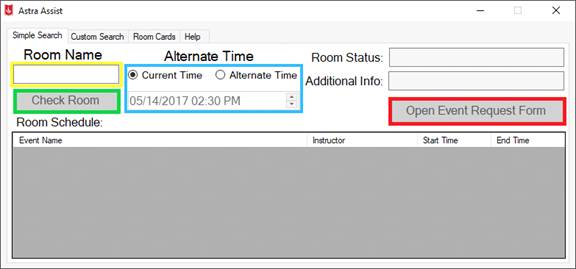 Astra Assist
Simple Search Custom Search Room Cards Help
Room Name Alternate Time Room Status:
Current Time Alternate Time Additional Info:
Check Room 05/14/2017 02:30 PM Open Event Request Form
Room Schedule:
Event Name Instructor Start Time End Time